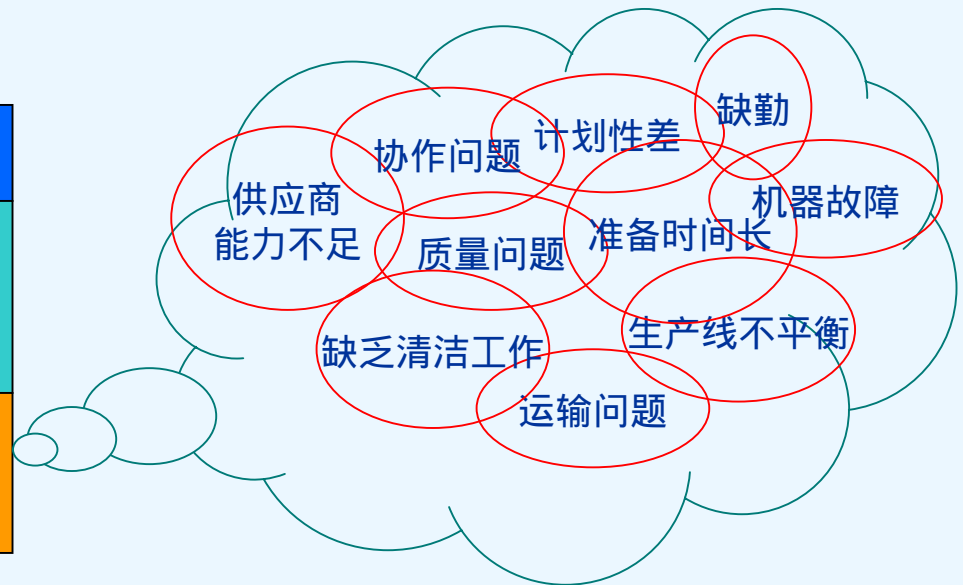 缺勤
计划性差
协作问题
机器故障
供应商
能力不足
准备时间长
质量问题
生产线不平衡
缺乏清洁工作
运输问题